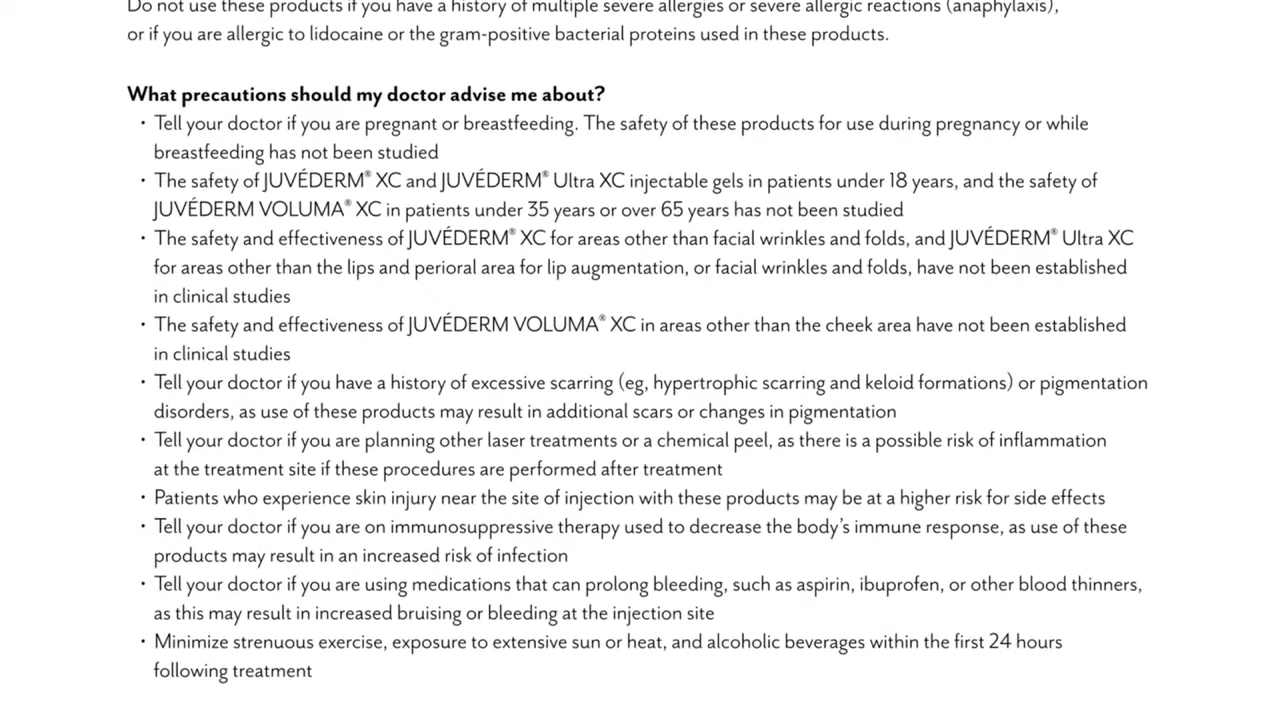 Do not use these products if you have a history of multiple severe allergies or severe allergic reactions (anaphylaxis),
or if you are allergic to lidocaine or the gram-positive bacterial proteins used in these products.
What precautions should my doctor advise me about?
• Tell your doctor if you are pregnant or breastfeeding. The safety of these products for use during pregnancy or while
breastfeeding has not been studied
• The safety of JUVÉDERM® XC and JUVÉDERM® Ultra XC injectable gels in patients under 18 years, and the safety of
JUVÉDERM VOLUMA® XC in patients under 35 years or over 65 years has not been studied
• The safety and effectiveness of JUVÉDERM® XC for areas other than facial wrinkles and folds, and JUVÉDERM® Ultra XC
for areas other than the lips and perioral area for lip augmentation, or facial wrinkles and folds, have not been established
in clinical studies
• The safety and effectiveness of JUVÉDERM VOLUMA® XC in areas other than the cheek area have not been established
in clinical studies
• Tell your doctor if you have a history of excessive scarring (eg, hypertrophic scarring and keloid formations) or pigmentation
disorders, as use of these products may result in additional scars or changes in pigmentation
• Tell your doctor if you are planning other laser treatments or a chemical peel, as there is a possible risk of inflammation
at the treatment site if these procedures are performed after treatment
• Patients who experience skin injury near the site of injection with these products may be at a higher risk for side effects
• Tell your doctor if you are on immunosuppressive therapy used to decrease the body’s immune response, as use of these
products may result in an increased risk of infection
• Tell your doctor if you are using medications that can prolong bleeding, such as aspirin, ibuprofen, or other blood thinners,
as this may result in increased bruising or bleeding at the injection site
• Minimize strenuous exercise, exposure to extensive sun or heat, and alcoholic beverages within the first 24 hours
following treatment